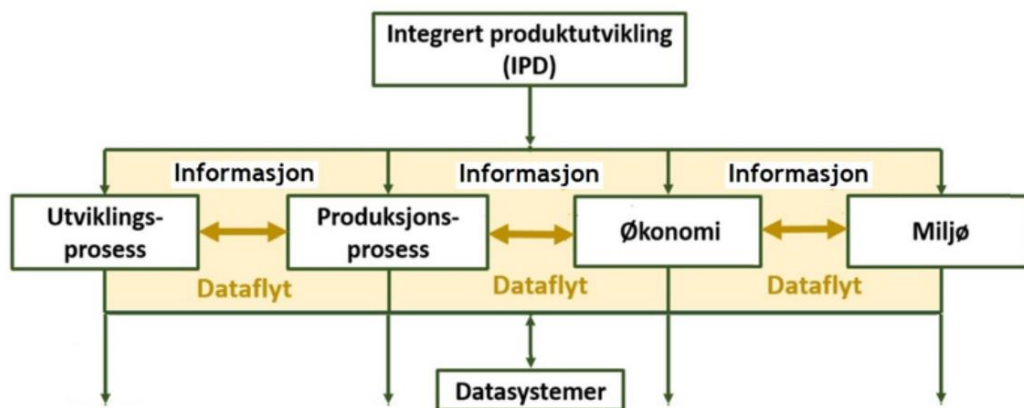 Integrert produktutvikling
(IPD)
Informasjon
Informasjon
Informasjon
Utviklings-
prosess
Produksjons-
prosess
Økonomi
Miljø
Dataflyt
Dataflyt
Dataflyt
Datasystemer